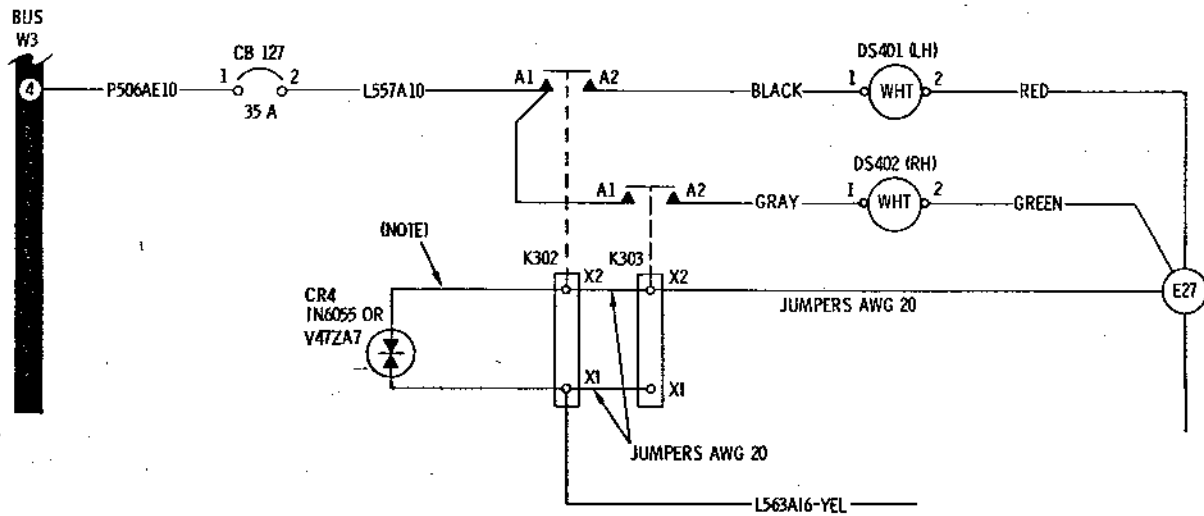 BUS
W3
4
P506AE10
CB 127
1 2
35 A
L557A10
A1 A2
BLACK
DS401 (LH)
1 WHT 2
RED
A1 A2
GRAY
DS402 (RH)
1 WHT 2
GREEN
(NOTE)
K302
X2
K303
X2
JUMPERS AWG 20
E27
CR4
1N6055 OR
V47ZA7
X1
X1
JUMPERS AWG 20
L563A16-YEL